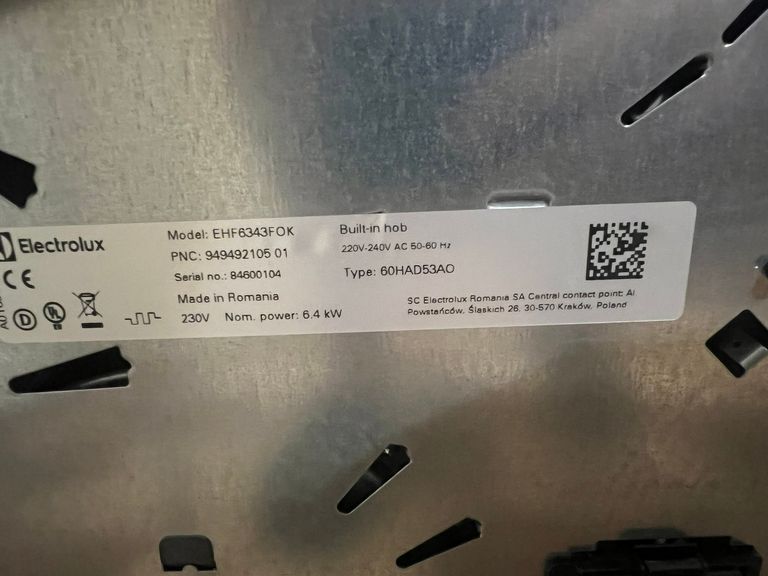 Electrolux
Model: EHF6343FOK
PNC: 949492105 01
Serial no.: 84600104
Made in Romania
230V Nom. power: 6.4 kW
Built-in hob
220V-240V AC 50-60 Hz
Type: 60HAD53AO
SC Electrolux Romania SA Central contact point: Al
Powstańców, Śląskich 26, 30-570 Kraków, Poland
CE
D
UL